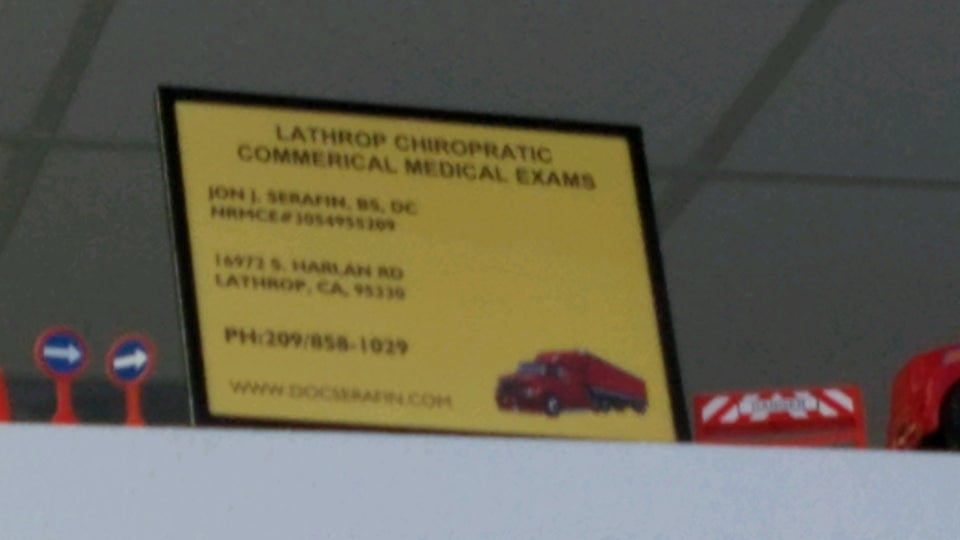 LATHROP CHIROPRATIC
COMMERICAL MEDICAL EXAMS
JON J. SERAFIN, BS, DC
NRMCE#3054955209
16972 S. HARLAN RD
LATHROP, CA, 95330
PH:209/858-1029
WWW.DOCSERAFIN.COM
DANGER